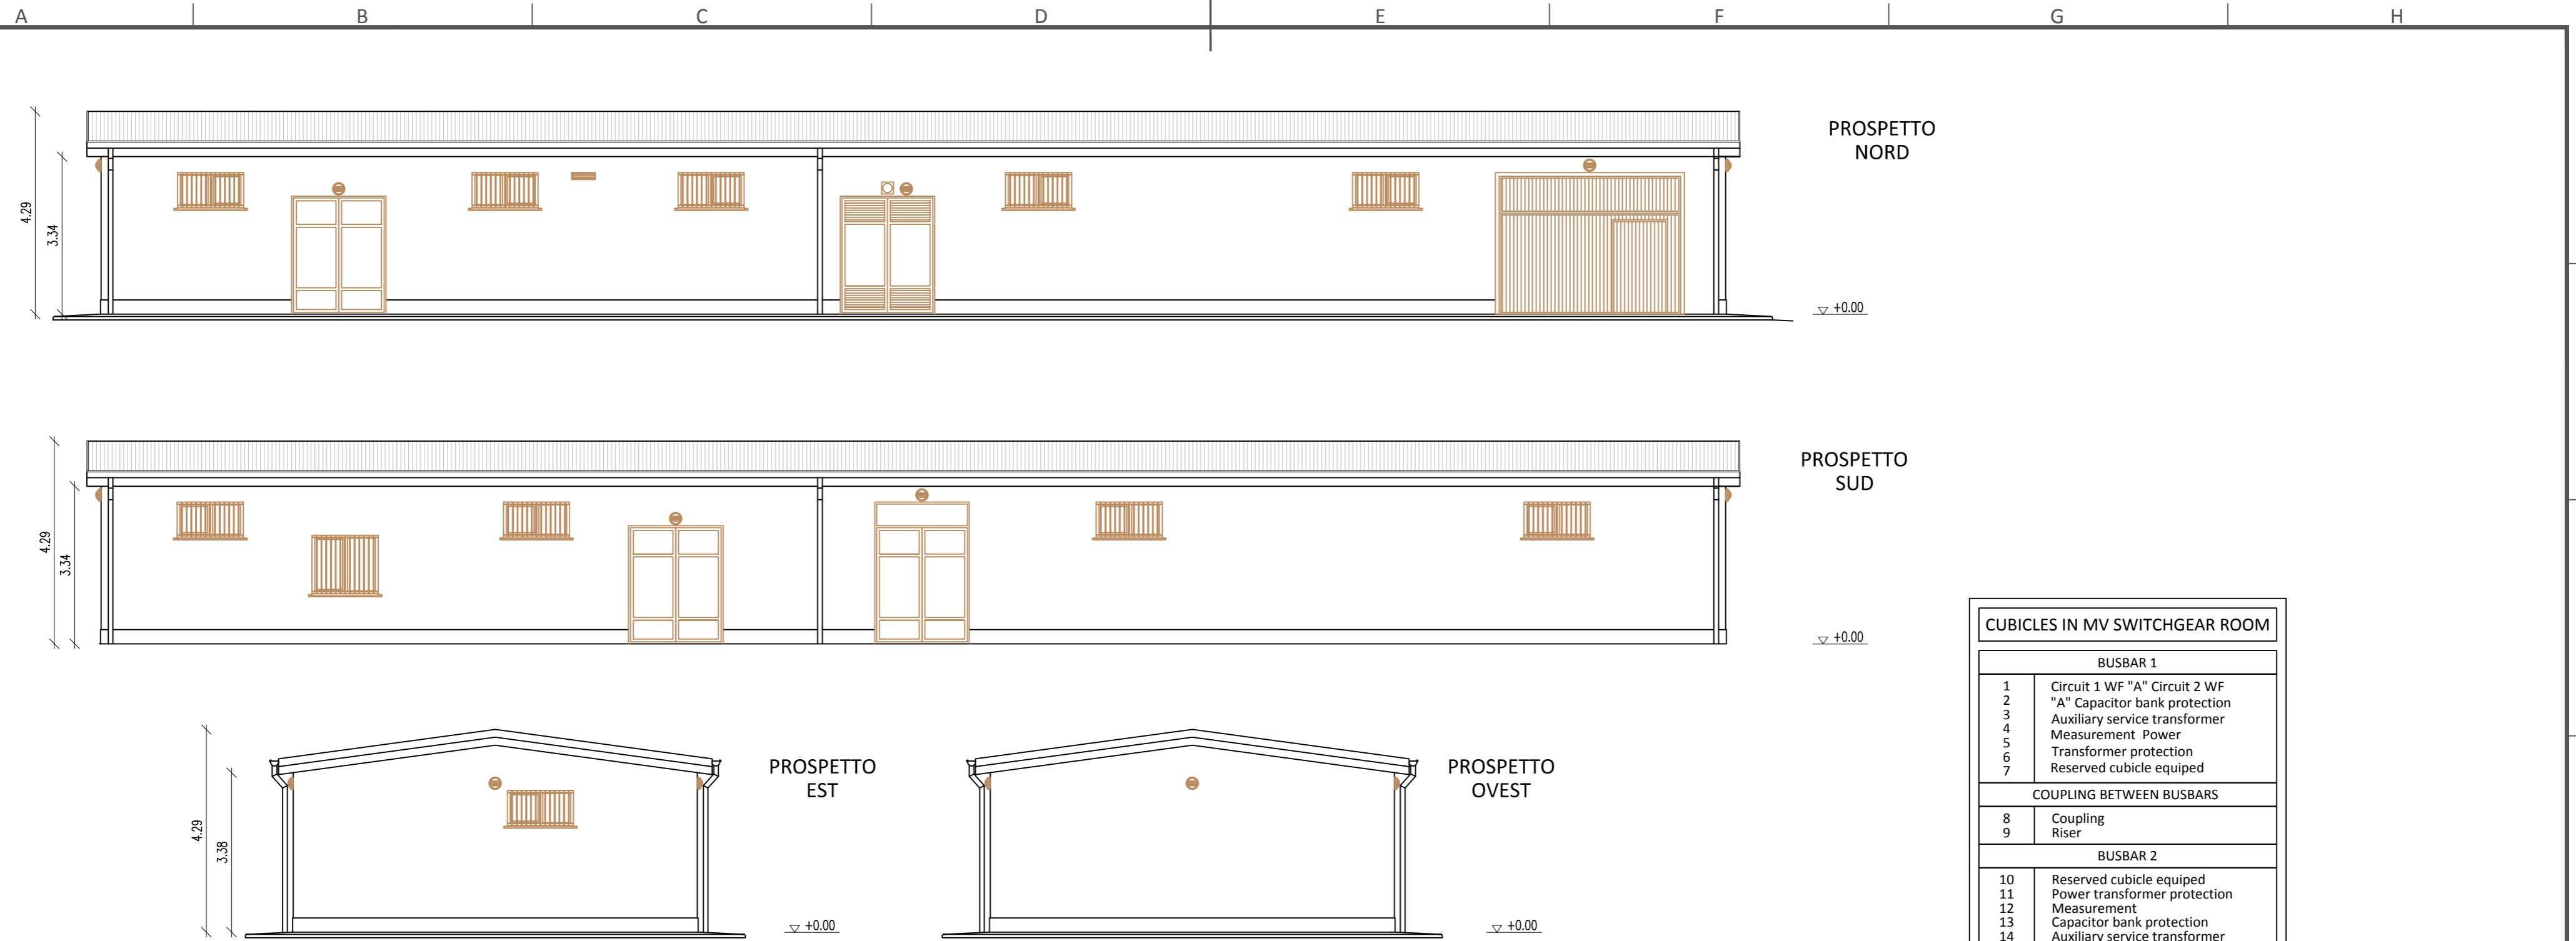 A B C D E F G H
PROSPETTO
NORD
4.29
3.34
+0.00
PROSPETTO
SUD
4.29
3.34
+0.00
PROSPETTO
EST
4.29
3.38
+0.00
PROSPETTO
OVEST
+0.00
CUBICLES IN MV SWITCHGEAR ROOM
BUSBAR 1
1 Circuit 1 WF "A" Circuit 2 WF
2 "A" Capacitor bank protection
3 Auxiliary service transformer
4 Measurement Power
5 Transformer protection
6 Reserved cubicle equiped
7
COUPLING BETWEEN BUSBARS
8 Coupling
9 Riser
BUSBAR 2
10 Reserved cubicle equiped
11 Power transformer protection
12 Measurement
13 Capacitor bank protection
14 Auxiliary service transformer